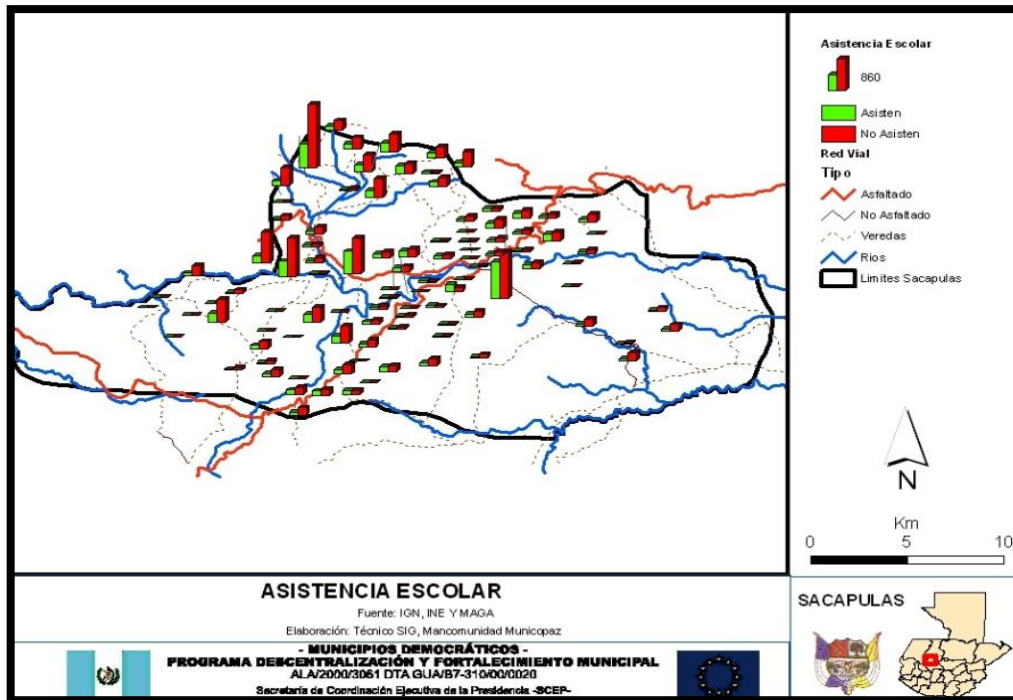 Asistencia Escolar
860
Asisten
No Asisten
Red Vial
Tipo
Asfaltado
No Asfaltado
Veredas
Rios
Limites Sacapulas
N
Km
0 5 10
ASISTENCIA ESCOLAR
Fuente: IGN, INE Y MAGA
Elaboración: Técnico SIG, Mancomunidad Municopaz
- MUNICIPIOS DEMOCRÁTICOS -
PROGRAMA DESCENTRALIZACIÓN Y FORTALECIMIENTO MUNICIPAL
ALA/2000/3061 DTA GUA/B7-310/00/0020
Secretaría de Coordinación Ejecutiva de la Presidencia -SCEP-
SACAPULAS